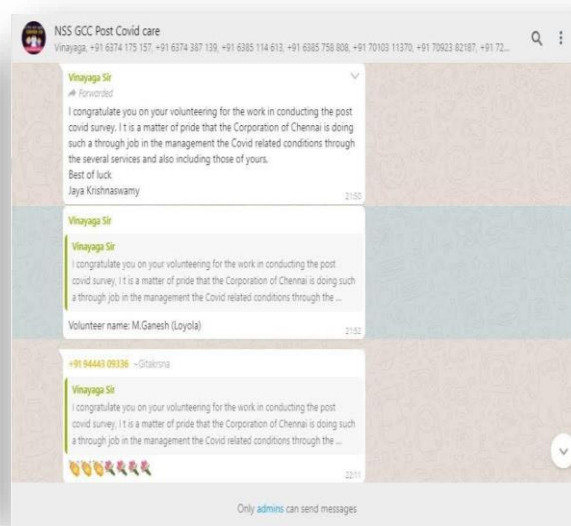 NSS GCC Post Covid care
Vinayaga, +91 6374 175 157, +91 6374 387 139, +91 6385 114 613, +91 6385 758 808, +91 70103 11370, +91 70923 82187, +91 72...
Vinayaga Sir
Forwarded
I congratulate you on your volunteering for the work in conducting the post
covid survey, I t is a matter of pride that the Corporation of Chennai is doing
such a through job in the management the Covid related conditions through
the several services and also including those of yours.
Best of luck
Jaya Krishnaswamy
21:50
Vinayaga Sir
Vinayaga Sir
I congratulate you on your volunteering for the work in conducting the post
covid survey, I t is a matter of pride that the Corporation of Chennai is doing such
a through job in the management the Covid related conditions through the ...
Volunteer name: M.Ganesh (Loyola)
21:52
+91 94443 09336 ~Gitakrsna
Vinayaga Sir
I congratulate you on your volunteering for the work in conducting the post
covid survey, I t is a matter of pride that the Corporation of Chennai is doing such
a through job in the management the Covid related conditions through the ...
👏👏👏🌹🌹🌹🌹
22:11
Only admins can send messages